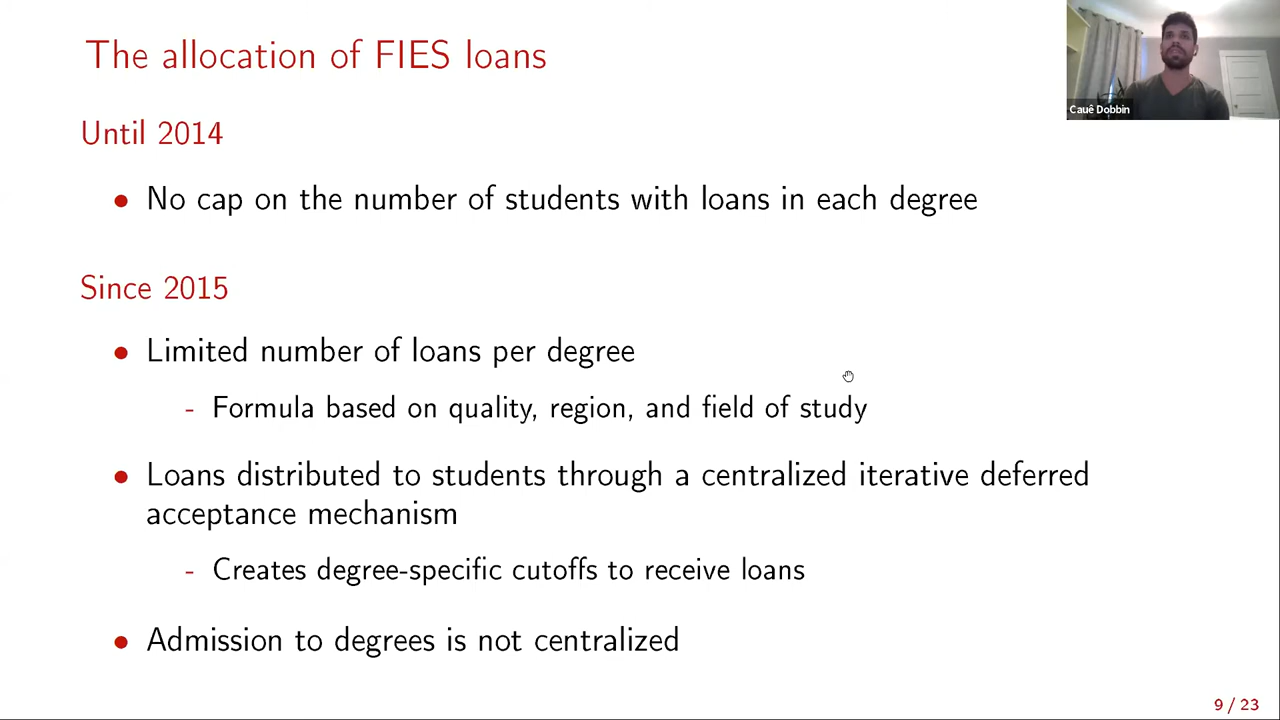 The allocation of FIES loans
Cauê Dobbin
Until 2014
• No cap on the number of students with loans in each degree
Since 2015
• Limited number of loans per degree
- Formula based on quality, region, and field of study
• Loans distributed to students through a centralized iterative deferred
acceptance mechanism
- Creates degree-specific cutoffs to receive loans
• Admission to degrees is not centralized
9 / 23